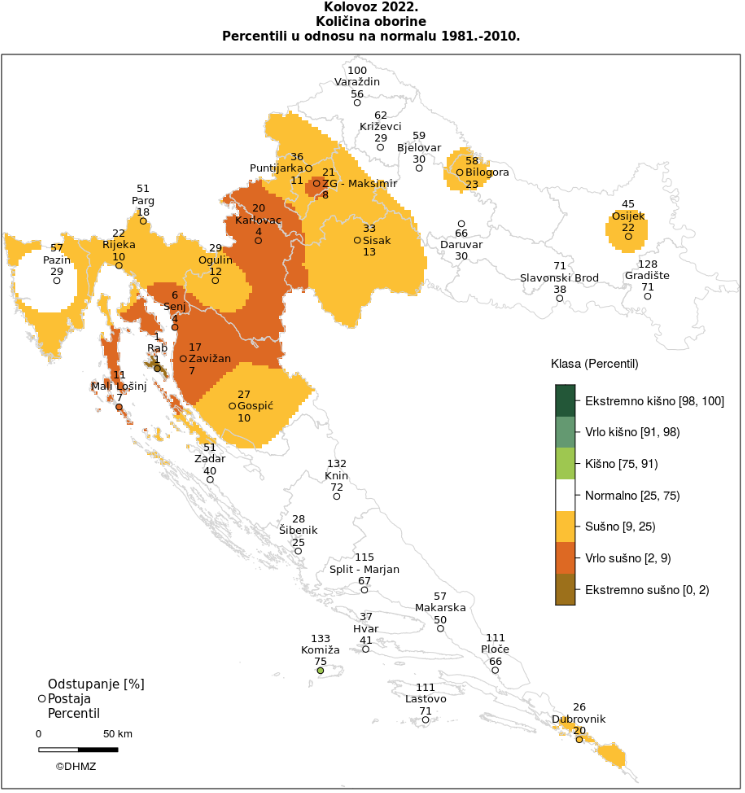 Kolovoz 2022.
Količina oborine
Percentili u odnosu na normalu 1981.-2010.
100
Varaždin
56
62
Križevci
29
59
Bjelovar
30
58
Bilogora
23
36
Puntijarka
11
21
ZG - Maksimir
8
51
Parg
18
20
Karlovac
4
45
Osijek
22
22
Rijeka
10
33
Sisak
13
66
Daruvar
30
57
Pazin
29
29
Ogulin
12
71
Slavonski Brod
38
128
Gradište
71
6
Senj
4
1
Rab
1
17
Zavižan
7
11
Mali Lošinj
7
27
Gospić
10
51
Zadar
40
132
Knin
72
28
Šibenik
25
115
Split - Marjan
67
57
Makarska
50
37
Hvar
41
133
Komiža
75
111
Ploče
66
111
Lastovo
71
26
Dubrovnik
20
Klasa (Percentil)
Ekstremno kišno [98, 100]
Vrlo kišno [91, 98)
Kišno [75, 91)
Normalno [25, 75)
Sušno [9, 25)
Vrlo sušno [2, 9)
Ekstremno sušno [0, 2)
Odstupanje [%]
Postaja
Percentil
0 50 km
©DHMZ